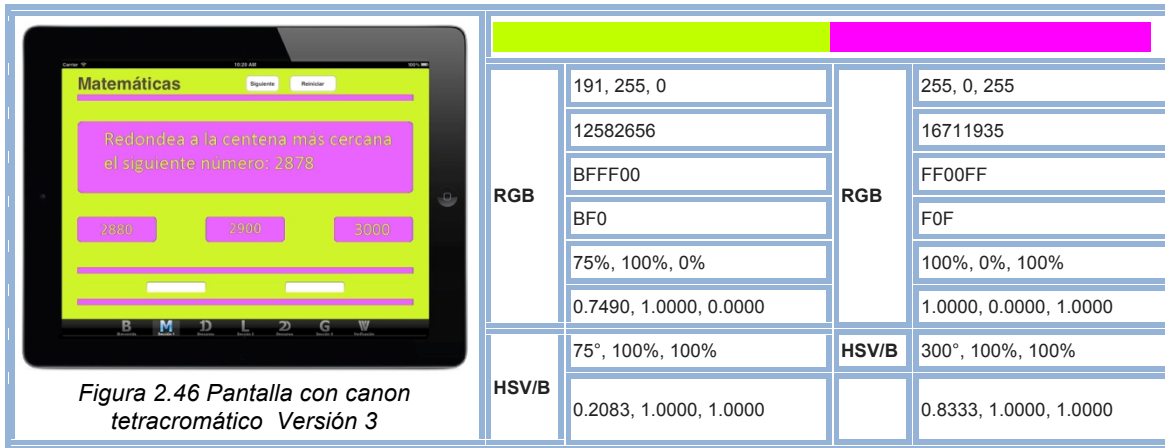 Carrier
10:20 AM
100%
Matemáticas
Siguiente
Reiniciar
Redondea a la centena más cercana
el siguiente número: 2878
2880
2900
3000
B
M
D
L
D
G
W
Figura 2.46 Pantalla con canon
tetracromático Versión 3
RGB
191, 255, 0
12582656
BFFF00
BF0
75%, 100%, 0%
0.7490, 1.0000, 0.0000
HSV/B
75°, 100%, 100%
0.2083, 1.0000, 1.0000
RGB
255, 0, 255
16711935
FF00FF
F0F
100%, 0%, 100%
1.0000, 0.0000, 1.0000
HSV/B
300°, 100%, 100%
0.8333, 1.0000, 1.0000